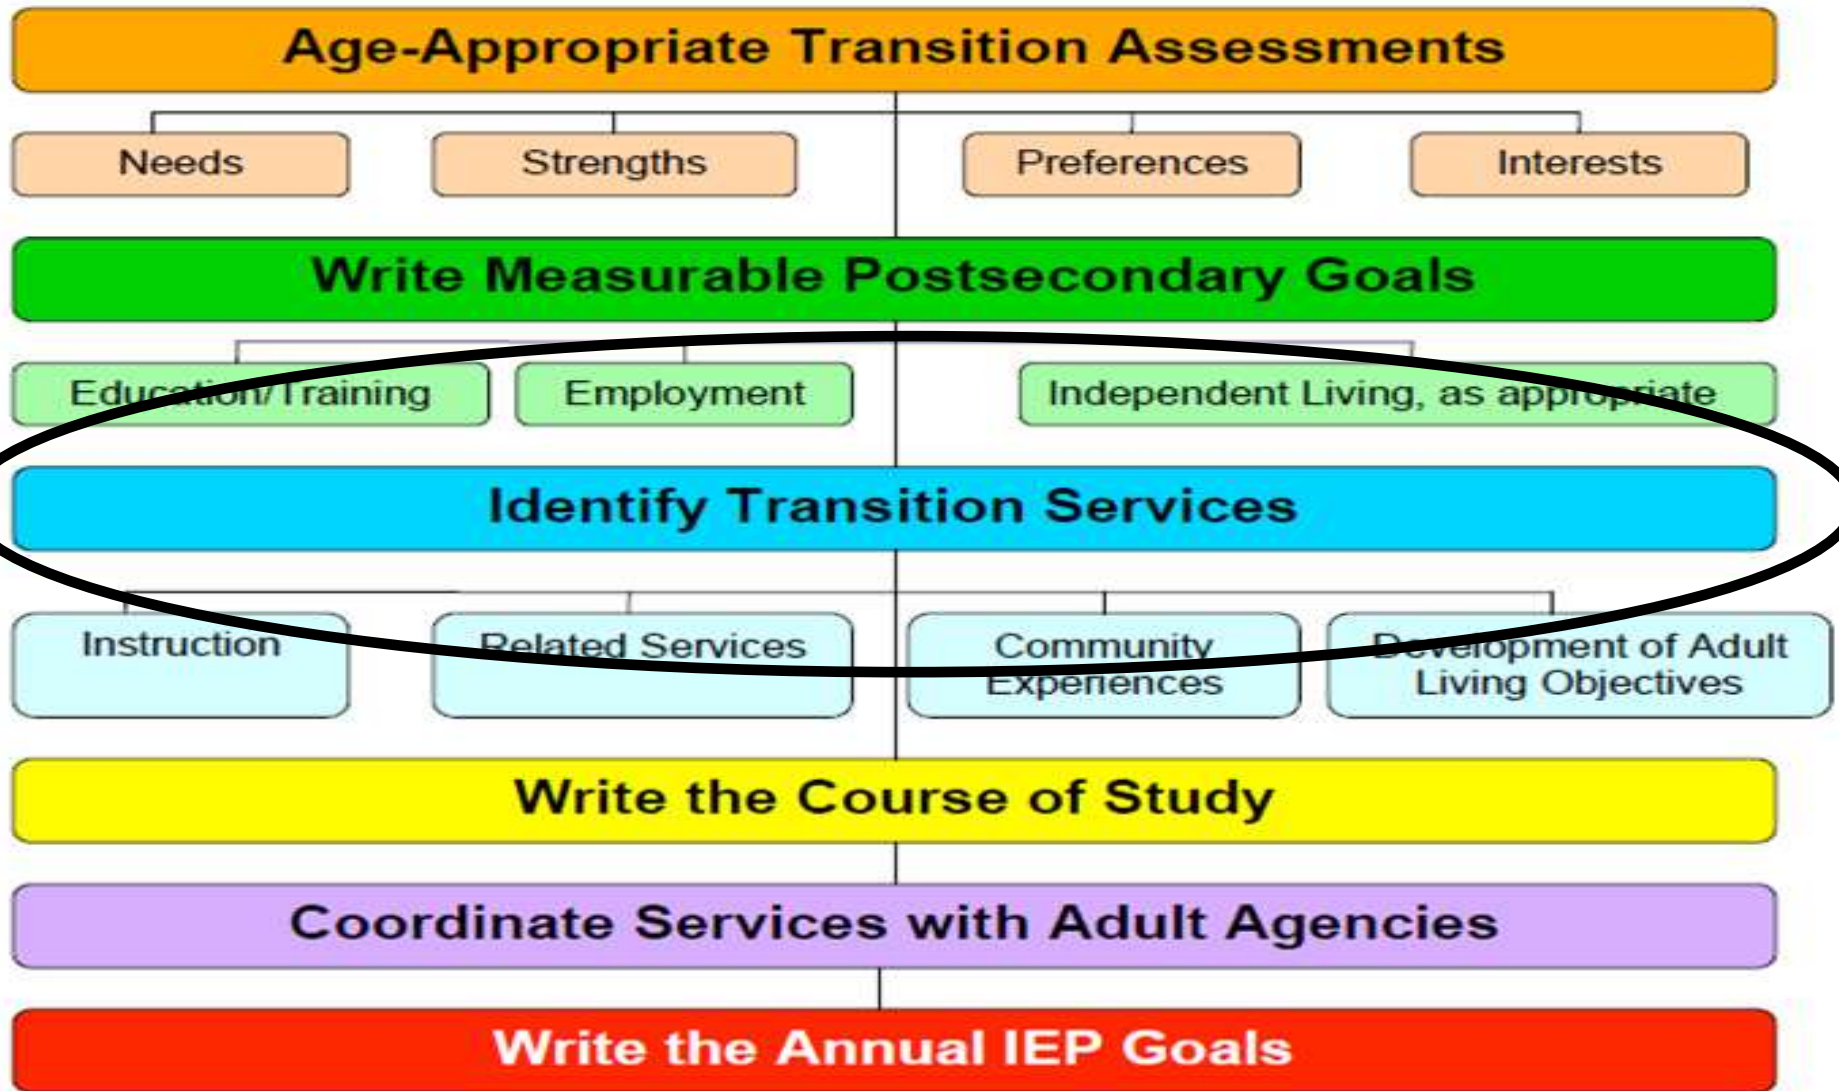 Age-Appropriate Transition Assessments
Needs
Strengths
Preferences
Interests
Write Measurable Postsecondary Goals
Education/Training
Employment
Independent Living, as appropriate
Identify Transition Services
Instruction
Related Services
Community
Experiences
Development of Adult
Living Objectives
Write the Course of Study
Coordinate Services with Adult Agencies
Write the Annual IEP Goals